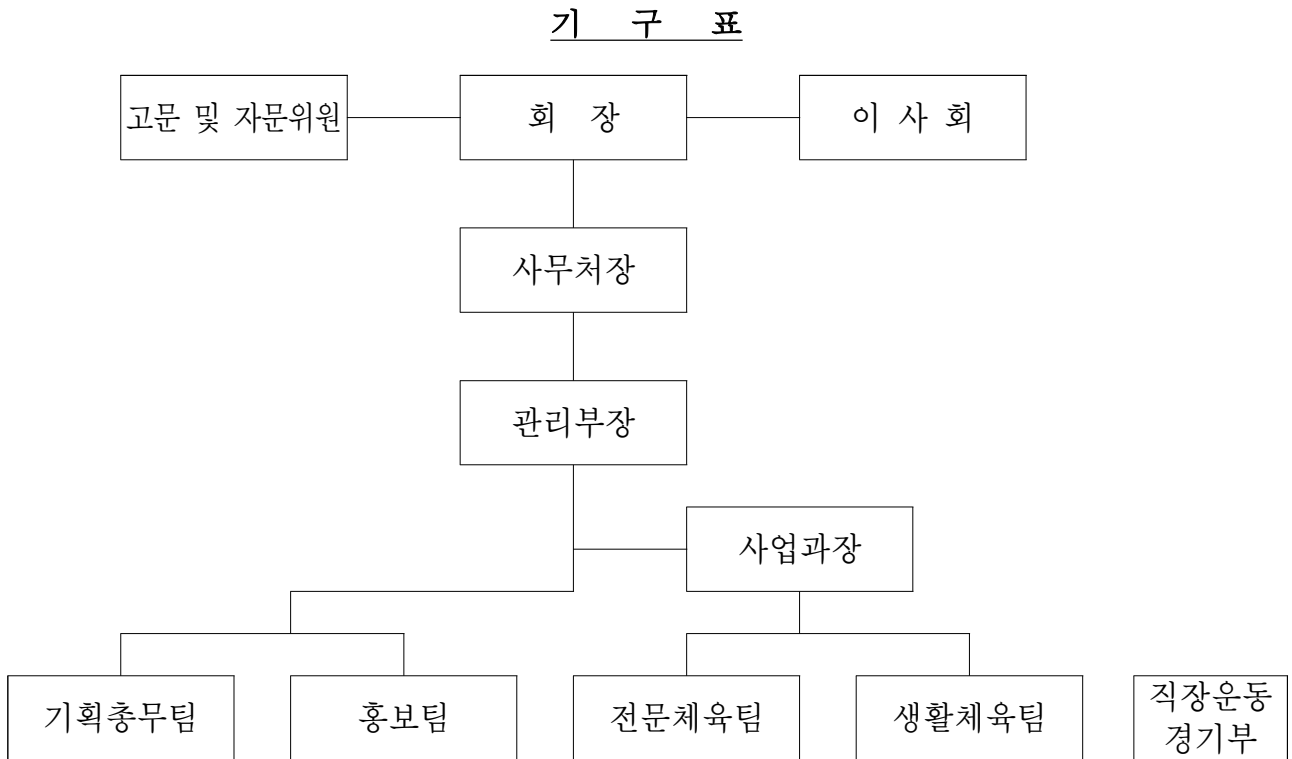 기 구 표
고문 및 자문위원
회 장
이 사 회
사무처장
관리부장
사업과장
기획총무팀
홍보팀
전문체육팀
생활체육팀
직장운동
경기부